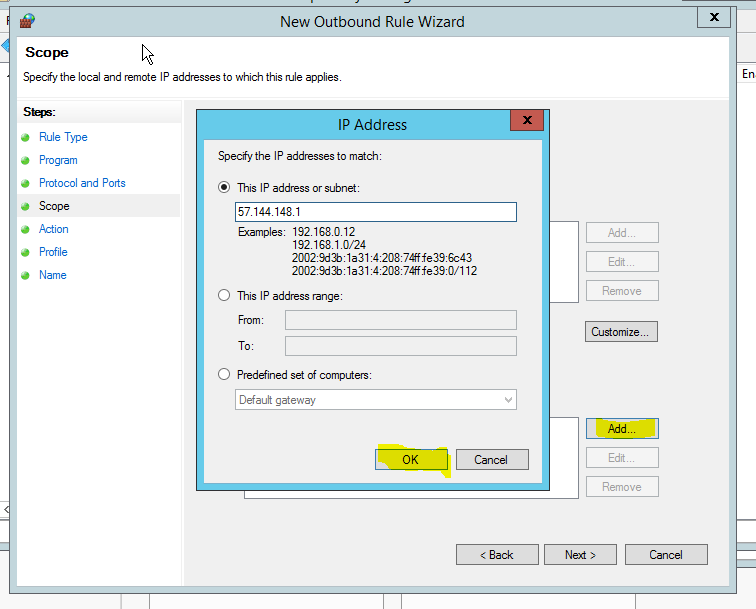 New Outbound Rule Wizard
x
Scope
Specify the local and remote IP addresses to which this rule applies.
Steps:
Rule Type
Program
Protocol and Ports
Scope
Action
Profile
Name
IP Address
x
Specify the IP addresses to match:
This IP address or subnet:
57.144.148.1
Examples: 192.168.0.12
192.168.1.0/24
2002:9d3b:1a31:4:208:74ff:fe39:6c43
2002:9d3b:1a31:4:208:74ff:fe39:0/112
This IP address range:
From:
To:
Predefined set of computers:
Default gateway
OK
Cancel
Add...
Edit...
Remove
Customize...
Add...
Edit...
Remove
< Back
Next >
Cancel
En